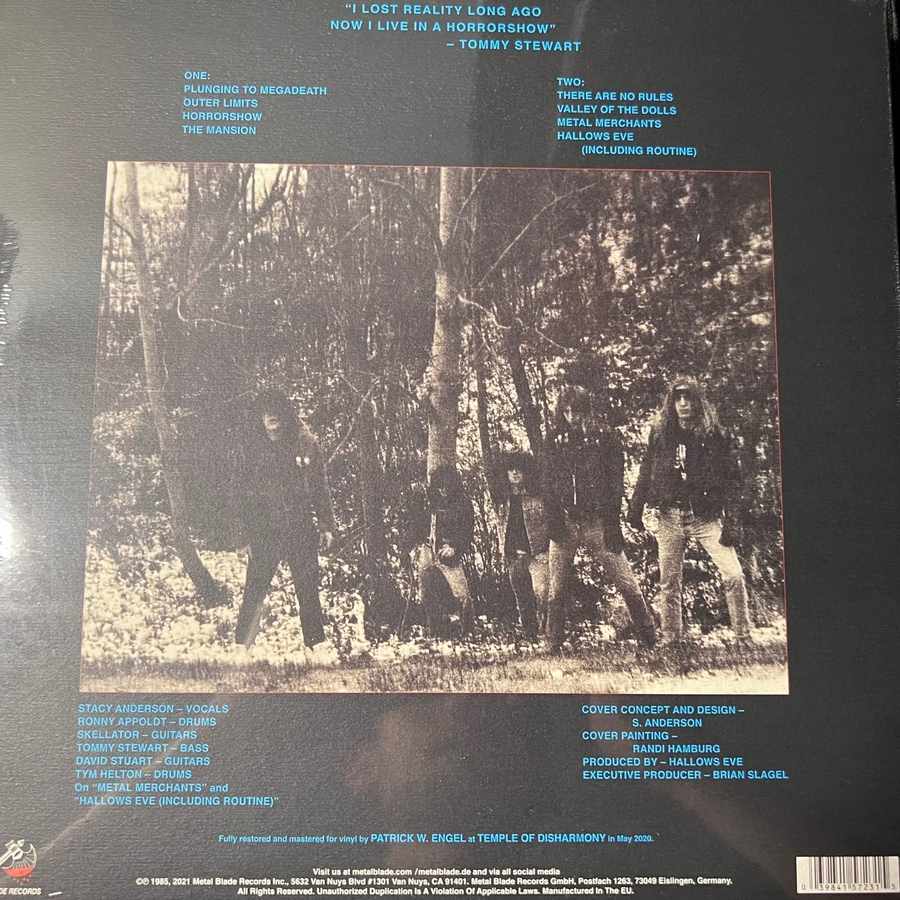 "I LOST REALITY LONG AGO
NOW I LIVE IN A HORRORSHOW"
– TOMMY STEWART
ONE:
PLUNGING TO MEGADEATH
OUTER LIMITS
HORRORSHOW
THE MANSION
TWO:
THERE ARE NO RULES
VALLEY OF THE DOLLS
METAL MERCHANTS
HALLOWS EVE
(INCLUDING ROUTINE)
STACY ANDERSON – VOCALS
RONNY APPOLDT – DRUMS
SKELLATOR – GUITARS
TOMMY STEWART – BASS
DAVID STUART – GUITARS
TYM HELTON – DRUMS
On "METAL MERCHANTS" and
"HALLOWS EVE (INCLUDING ROUTINE)"
COVER CONCEPT AND DESIGN –
S. ANDERSON
COVER PAINTING –
RANDI HAMBURG
PRODUCED BY – HALLOWS EVE
EXECUTIVE PRODUCER – BRIAN SLAGEL
Fully restored and mastered for vinyl by PATRICK W. ENGEL at TEMPLE OF DISHARMONY in May 2020.
DE RECORDS
Visit us at metalblade.com /metalblade.de and via all social media
©℗ 1985, 2021 Metal Blade Records Inc., 5632 Van Nuys Blvd #1301 Van Nuys, CA 91401. Metal Blade Records GmbH, Postfach 1263, 73049 Eislingen, Germany.
All Rights Reserved. Unauthorized Duplication Is A Violation Of Applicable Laws. Manufactured In The EU.
0 39841 57231 5